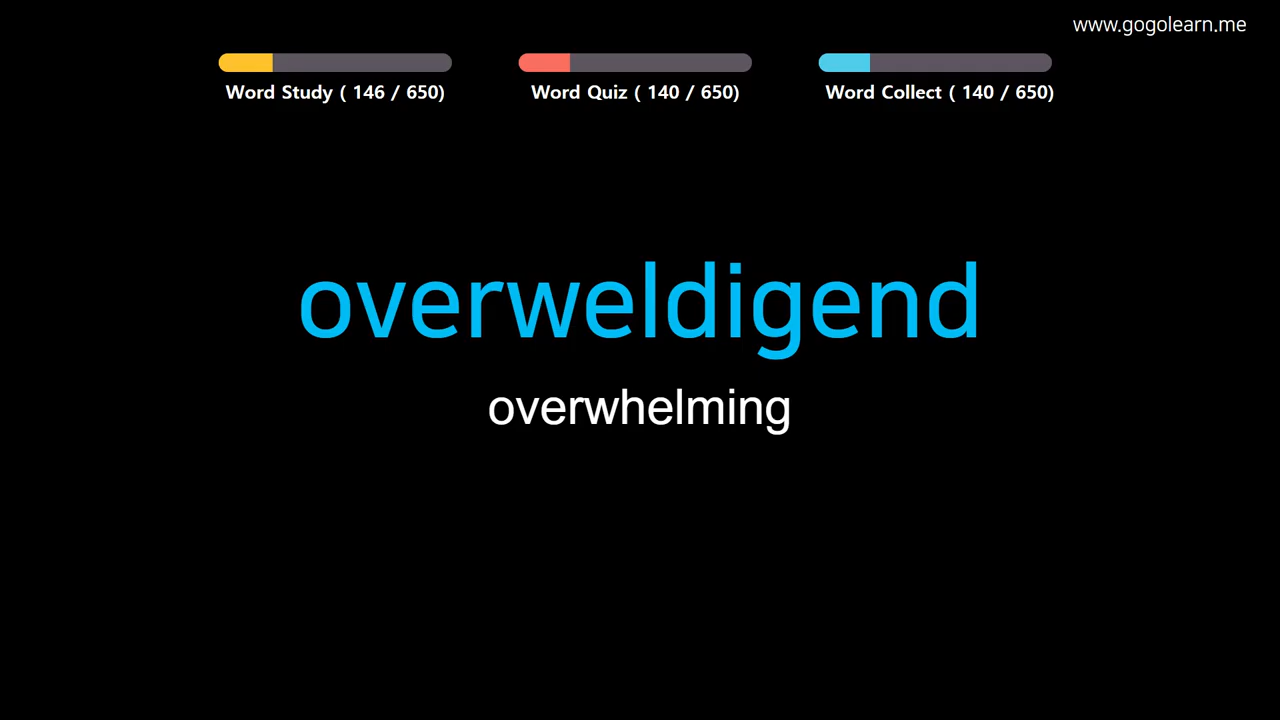 www.gogolearn.me
Word Study ( 146 / 650)
Word Quiz ( 140 / 650)
Word Collect ( 140 / 650)
overweldigend
overwhelming